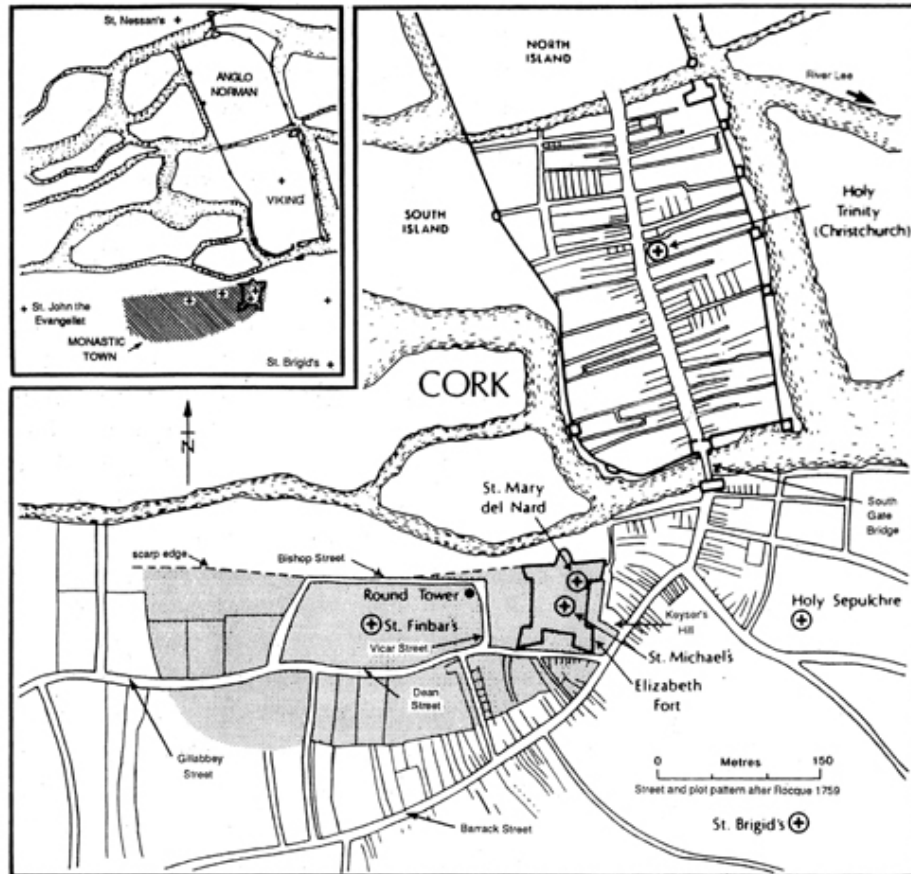 St. Nessan's
ANGLO
NORMAN
VIKING
St. John the
Evangelist
MONASTIC
TOWN
St. Brigid's
NORTH
ISLAND
River Lee
SOUTH
ISLAND
Holy
Trinity
(Christchurch)
CORK
N
St. Mary
del Nard
South
Gate
Bridge
scarp edge
Bishop Street
Round Tower
St. Finbar's
Vicar Street
Keyser's
Hill
Holy Sepulchre
St. Michael's
Elizabeth
Fort
Dean
Street
Gillabbey
Street
Barrack Street
0 Metres 150
Street and plot pattern after Rocque 1759
St. Brigid's